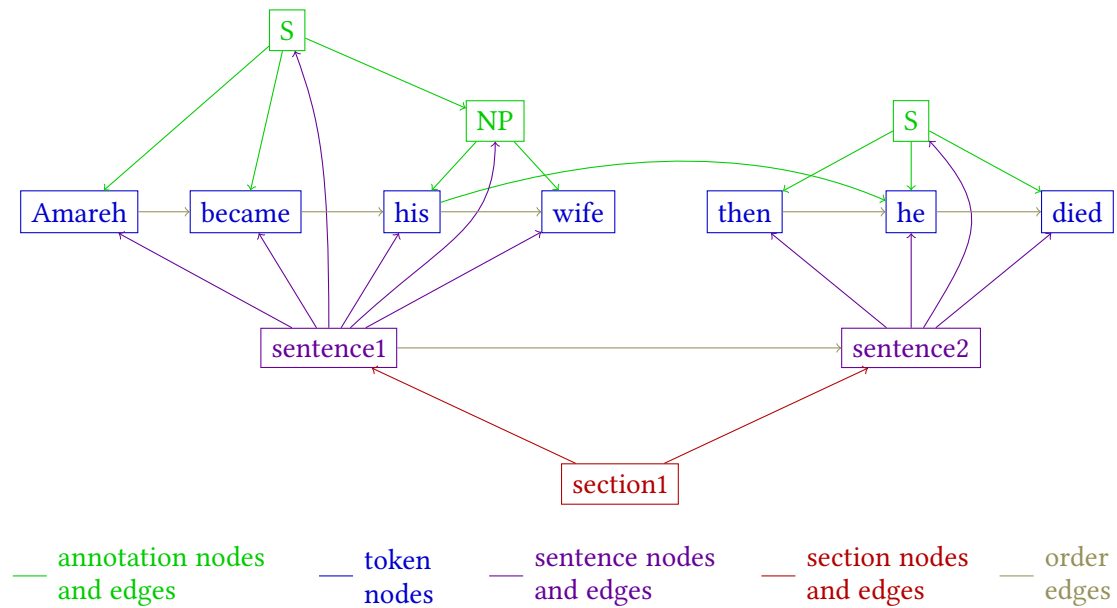 S
NP
S
Amareh became his wife then he died
sentence1 sentence2
section1
annotation nodes
and edges
token
nodes
sentence nodes
and edges
section nodes
and edges
order
edges